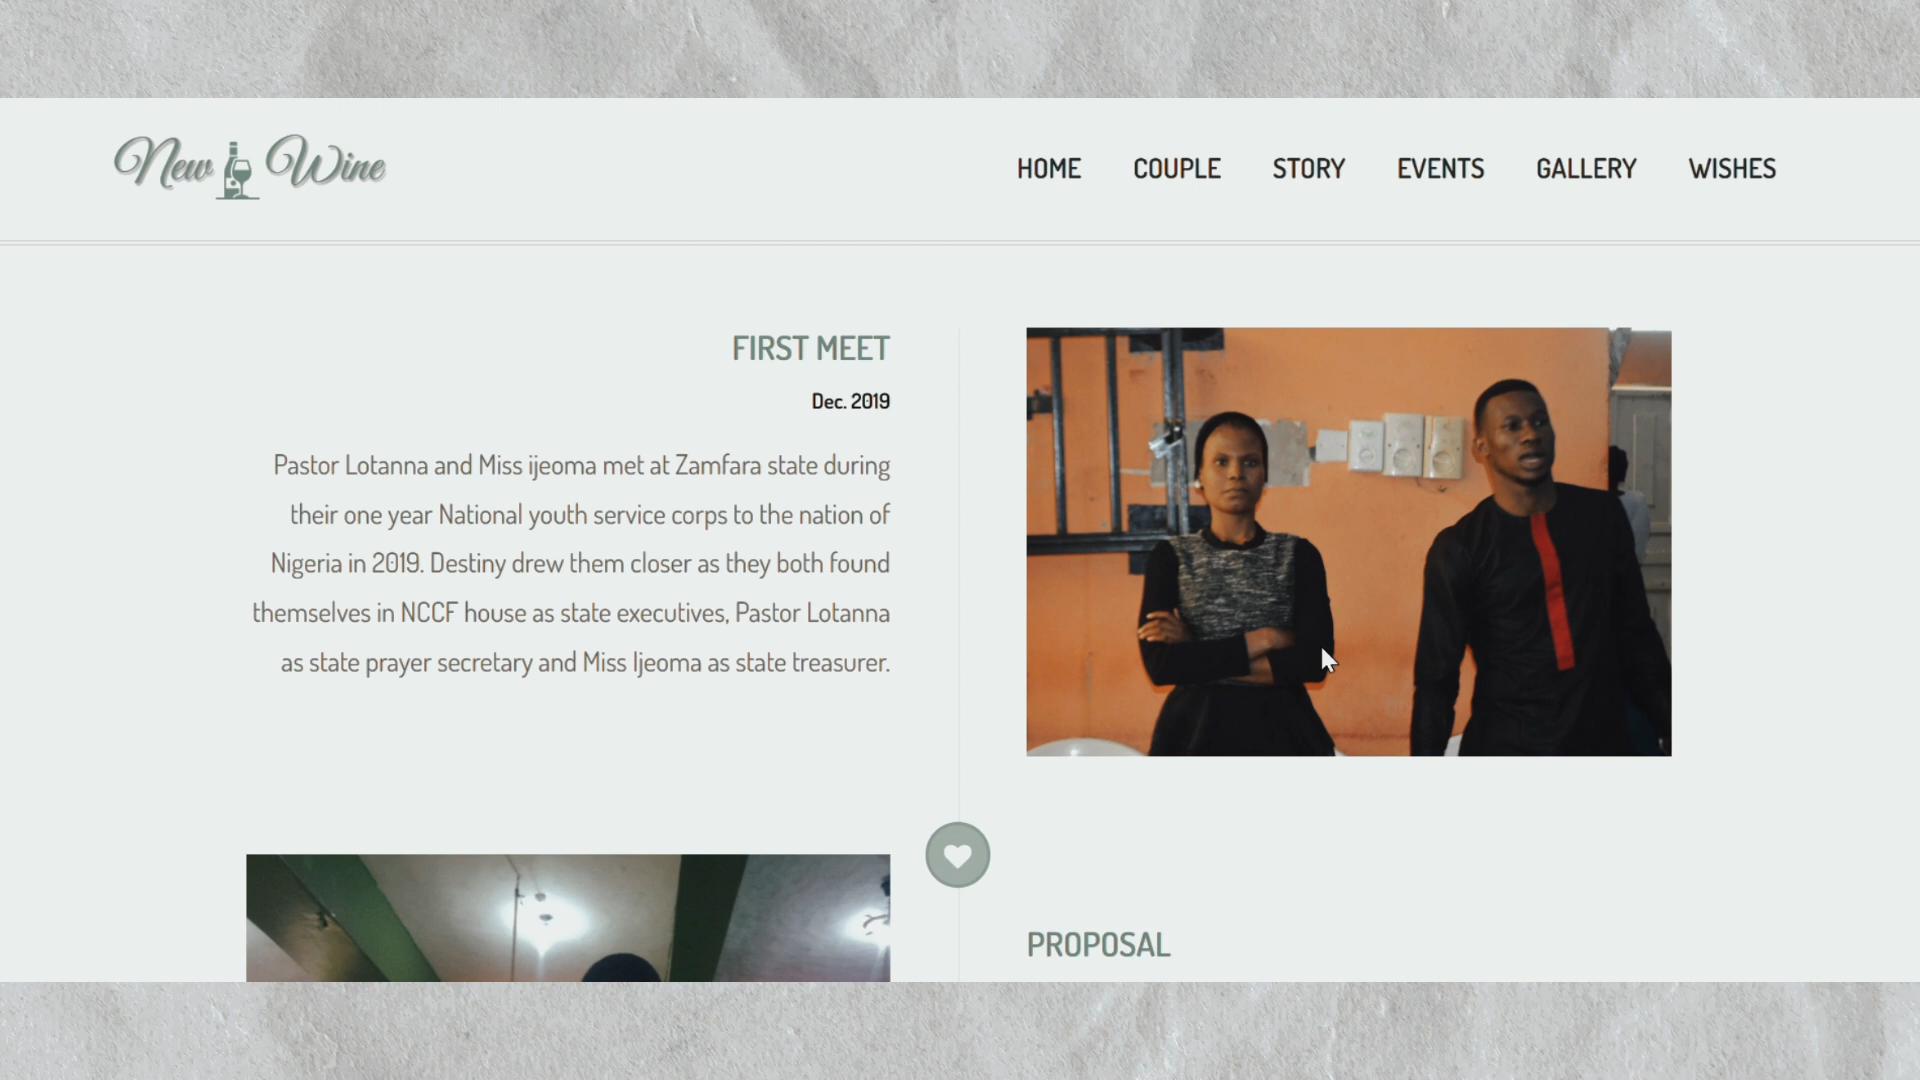 New Wine
HOME COUPLE STORY EVENTS GALLERY WISHES
FIRST MEET
Dec. 2019
Pastor Lotanna and Miss ijeoma met at Zamfara state during
their one year National youth service corps to the nation of
Nigeria in 2019. Destiny drew them closer as they both found
themselves in NCCF house as state executives, Pastor Lotanna
as state prayer secretary and Miss Ijeoma as state treasurer.
PROPOSAL